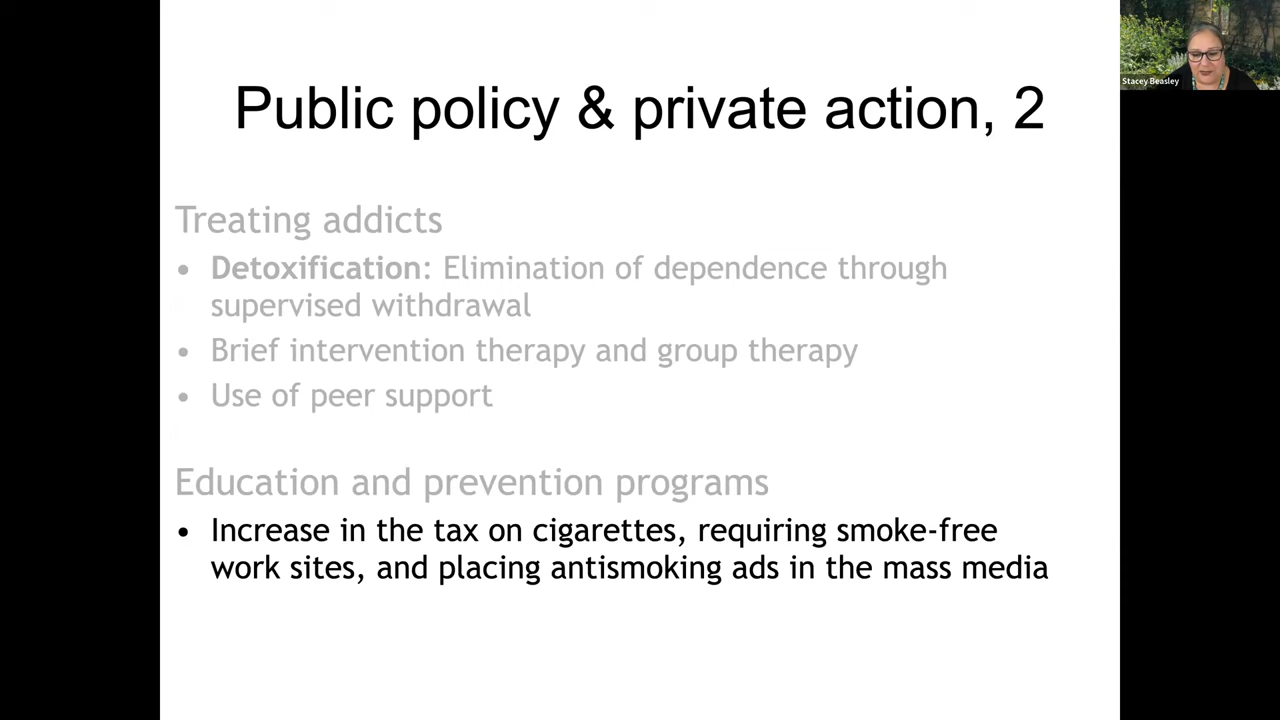 Public policy & private action, 2
Stacey Beasley
Treating addicts
• Detoxification: Elimination of dependence through
supervised withdrawal
• Brief intervention therapy and group therapy
• Use of peer support
Education and prevention programs
• Increase in the tax on cigarettes, requiring smoke-free
work sites, and placing antismoking ads in the mass media